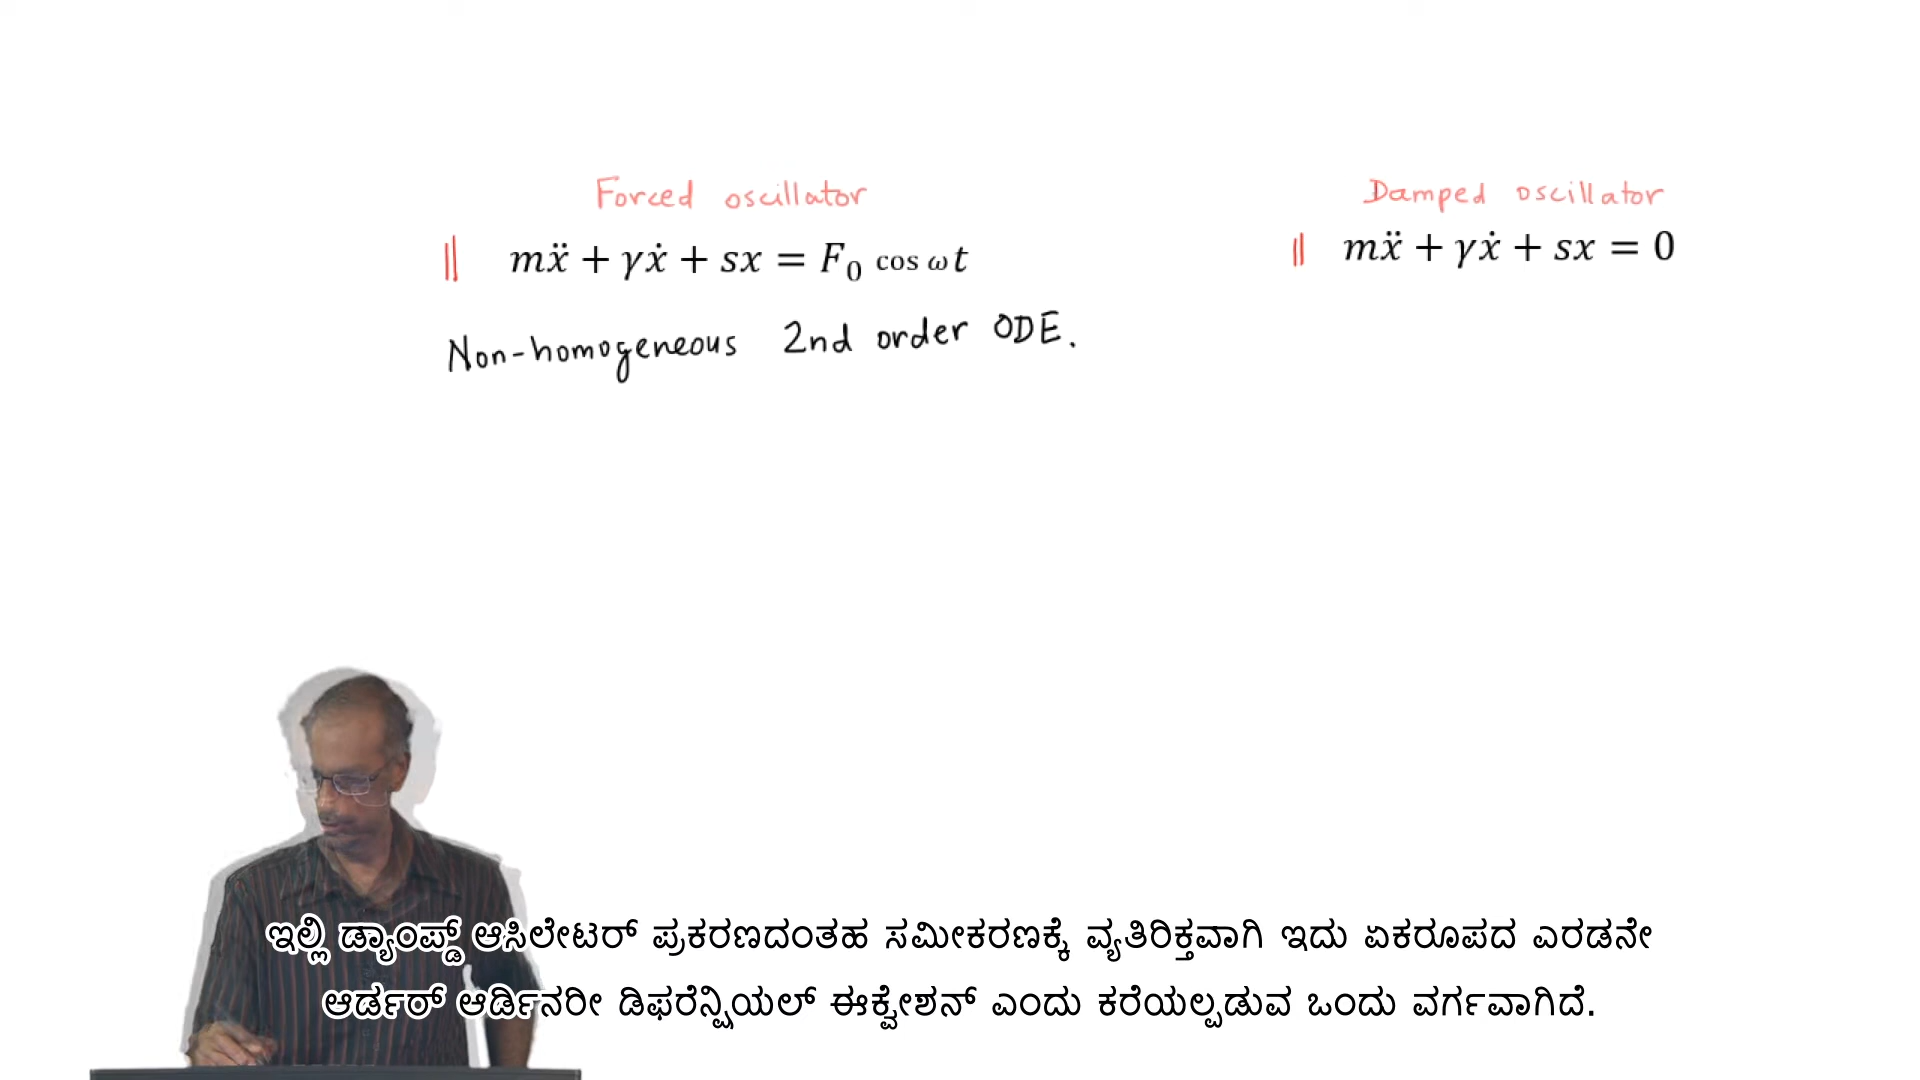 Forced oscillator
Damped oscillator
mẍ + γẋ + sx = F₀ cos ωt
mẍ + γẋ + sx = 0
Non-homogeneous 2nd order ODE.
ಇಲ್ಲಿ ಡ್ಯಾಂಪ್ಡ್ ಆಸಿಲೇಟರ್ ಪ್ರಕರಣದಂತಹ ಸಮೀಕರಣಕ್ಕೆ ವ್ಯತಿರಿಕ್ತವಾಗಿ ಇದು ಏಕರೂಪದ ಎರಡನೇ
ಆರ್ಡರ್ ಆರ್ಡಿನರೀ ಡಿಫರೆನ್ಷಿಯಲ್ ಈಕ್ವೇಶನ್ ಎಂದು ಕರೆಯಲ್ಪಡುವ ಒಂದು ವರ್ಗವಾಗಿದೆ.